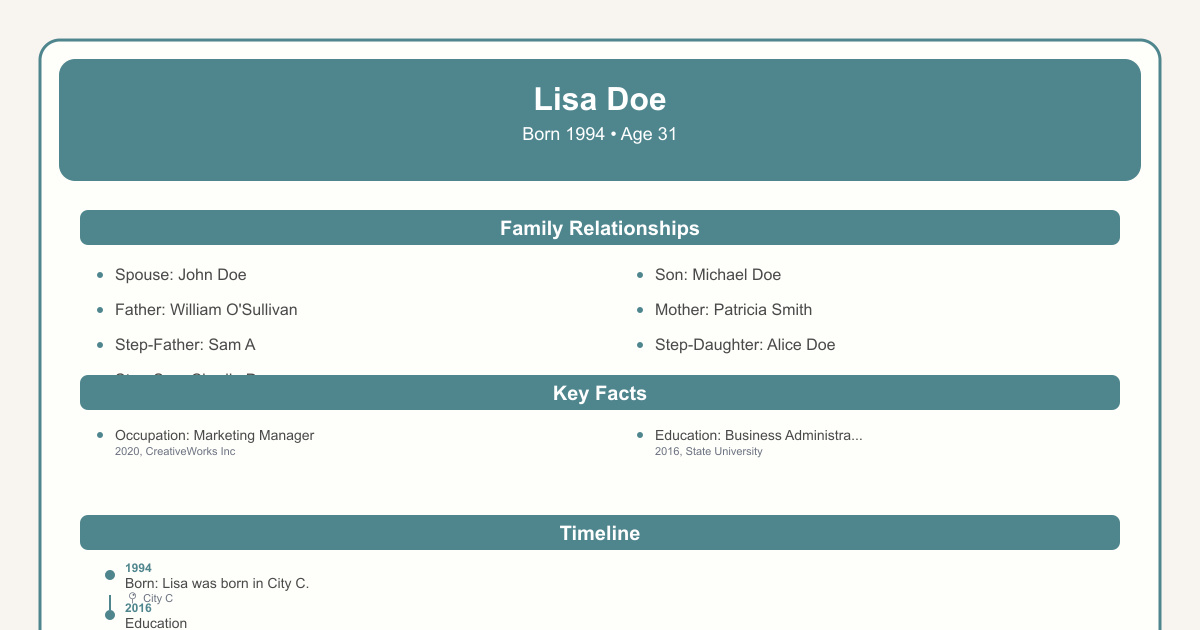 Lisa Doe
Born 1994 • Age 31
Family Relationships
Spouse: John Doe
Son: Michael Doe
Father: William O'Sullivan
Mother: Patricia Smith
Step-Father: Sam A
Step-Daughter: Alice Doe
Key Facts
Occupation: Marketing Manager
2020, CreativeWorks Inc
Education: Business Administra...
2016, State University
Timeline
1994
Born: Lisa was born in City C.
City C
2016
Education